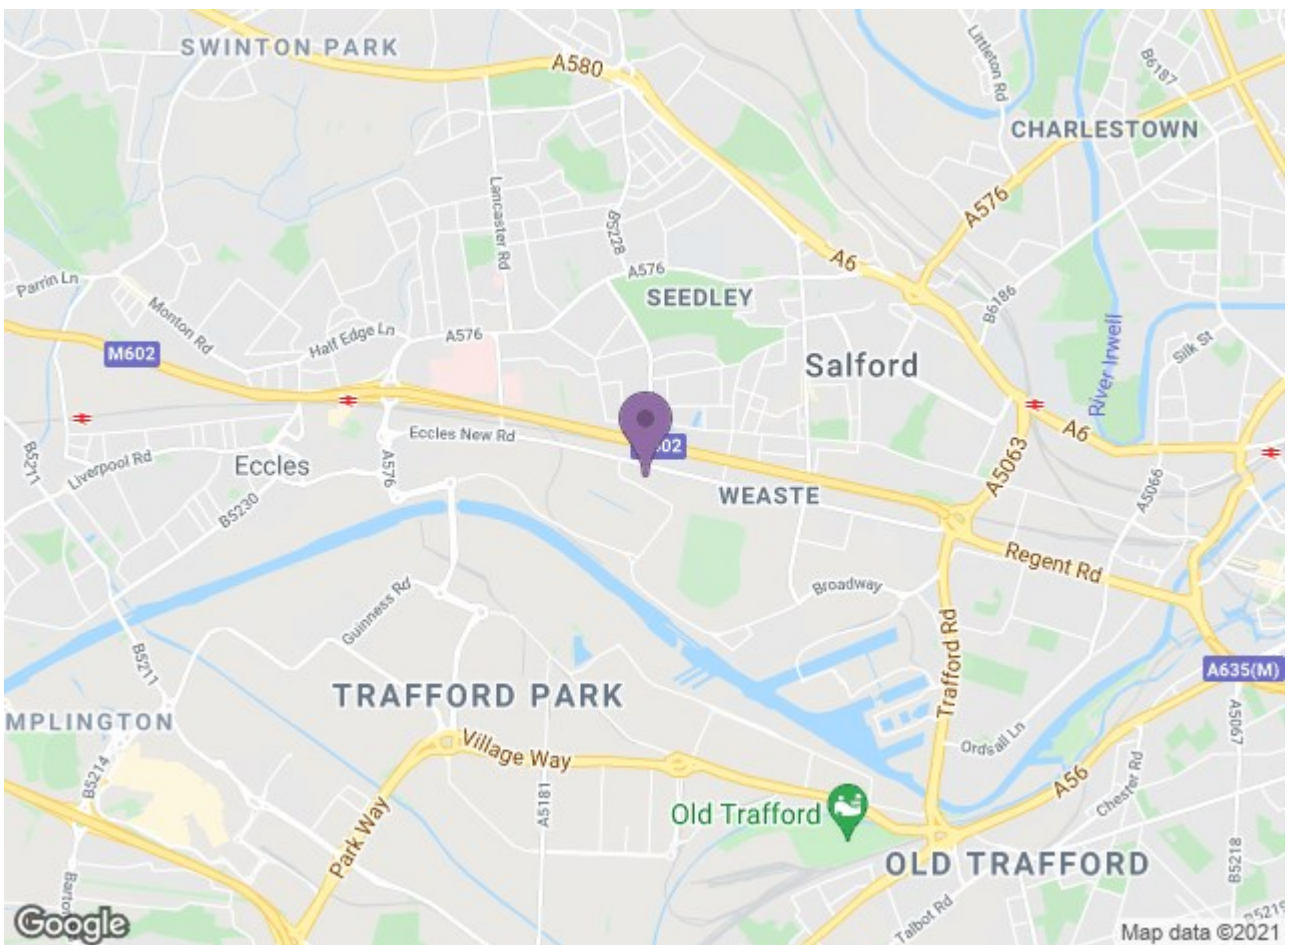 SWINTON PARK
A580
Littleton Rd
B6187
CHARLESTOWN
Lancaster Rd
B5228
A576
A576
A6
Parrin Ln
SEEDLEY
B6186
Monton Rd
Half Edge Ln
A576
River Irwell
Silk St
M602
Salford
Eccles New Rd
A6
B5211
Liverpool Rd
Eccles
A576
A5063
A5066
B5230
WEASTE
Regent Rd
Guinness Rd
Broadway
B5211
Trafford Rd
A635(M)
TRAFFORD PARK
MPLINGTON
A5067
Village Way
Ordsall Ln
B5214
A5181
A56
Chester Rd
Park Way
Old Trafford
OLD TRAFFORD
B5218
Talbot Rd
Google
Map data ©2021